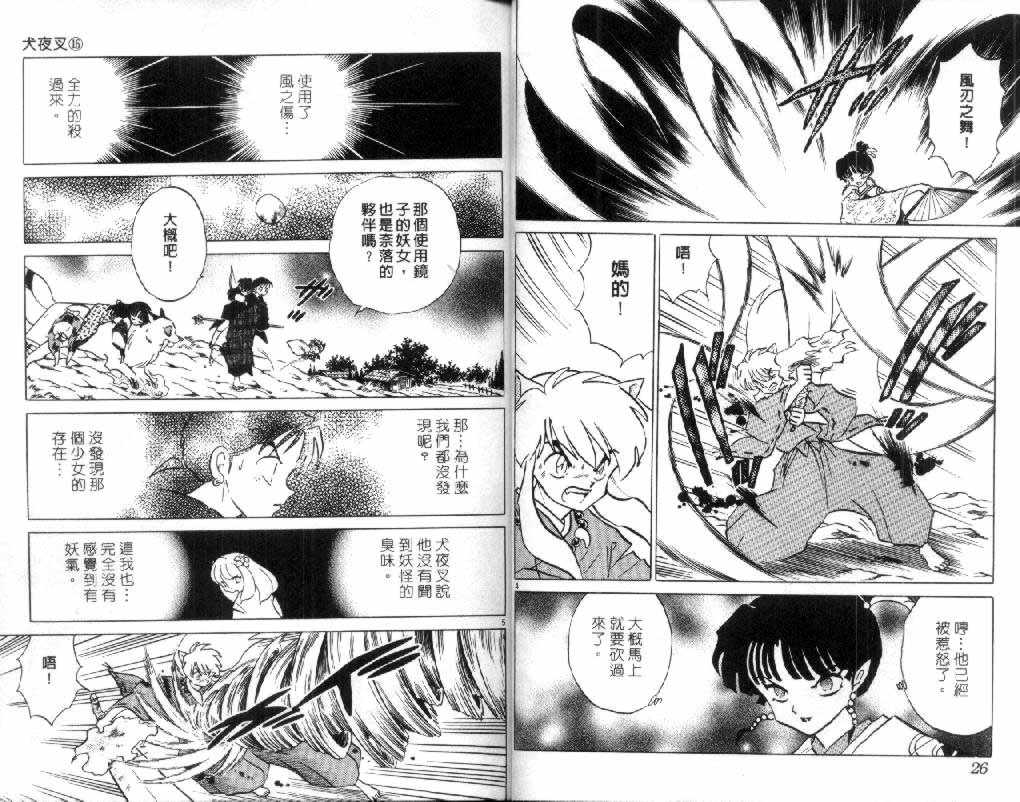 風刃之舞！
唔！
媽的！
哼…他已經
被惹怒了。
大概馬上
就要砍過
來了。
26
犬夜叉⑮
使用了
風之傷…
全力的殺
過來。
那個使用鏡
子的妖女，
也是奈落的
夥伴嗎？
大概吧！
那…為什麼
我們都沒發
現呢？
沒發現那
個少女的
存在…
犬夜叉說
他沒有聞
到妖怪的
臭味。
連我也…
完全沒有
感覺到有
妖氣。
唔！